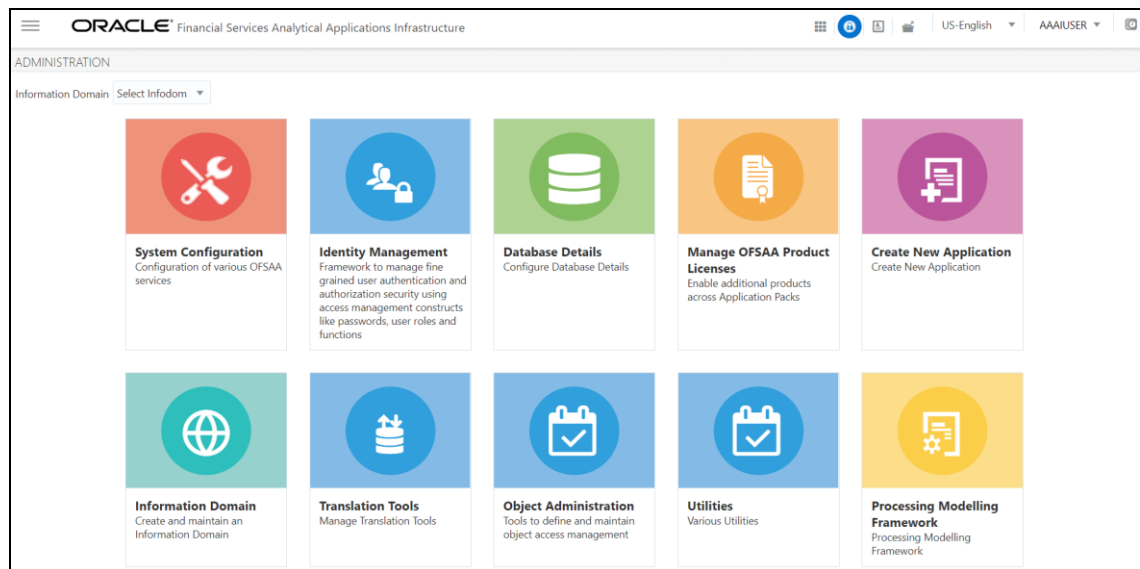 ORACLE® Financial Services Analytical Applications Infrastructure
US-English
AAAIUSER
ADMINISTRATION
Information Domain Select Infodom
System Configuration
Configuration of various OFSAA
services
Identity Management
Framework to manage fine
grained user authentication and
authorization security using
access management constructs
like passwords, user roles and
functions
Database Details
Configure Database Details
Manage OFSAA Product
Licenses
Enable additional products
across Application Packs
Create New Application
Create New Application
Information Domain
Create and maintain an
Information Domain
Translation Tools
Manage Translation Tools
Object Administration
Tools to define and maintain
object access management
Utilities
Various Utilities
Processing Modelling
Framework
Processing Modelling
Framework